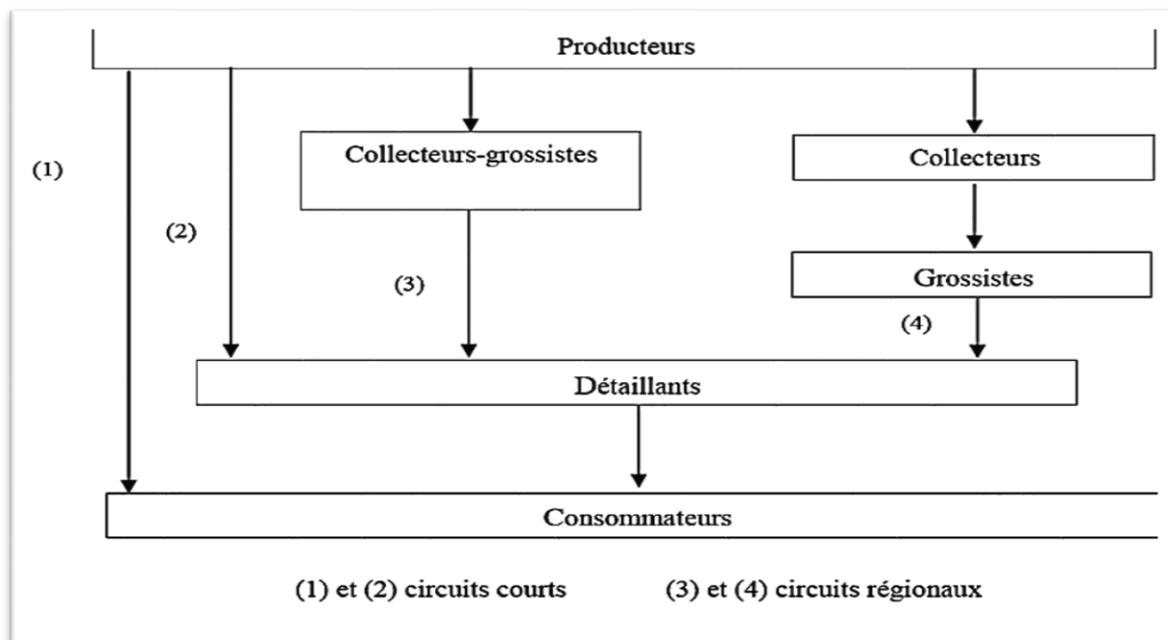 Producteurs
Collecteurs-grossistes
Collecteurs
(1)
(2)
(3)
Grossistes
(4)
Détaillants
Consommateurs
(1) et (2) circuits courts
(3) et (4) circuits régionaux